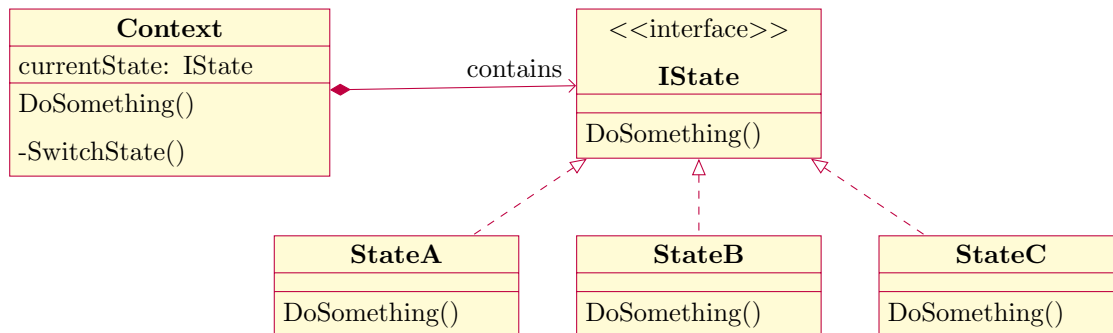 Context
currentState: IState
DoSomething()
-SwitchState()
contains
<<interface>>
IState
DoSomething()
StateA
DoSomething()
StateB
DoSomething()
StateC
DoSomething()